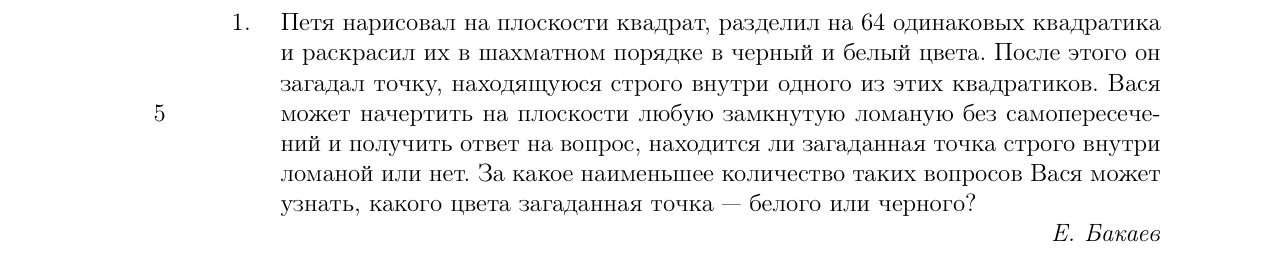 1. Петя нарисовал на плоскости квадрат, разделил на 64 одинаковых квадратика
и раскрасил их в шахматном порядке в черный и белый цвета. После этого он
загадал точку, находящуюся строго внутри одного из этих квадратиков. Вася
5 может начертить на плоскости любую замкнутую ломаную без самопересече-
ний и получить ответ на вопрос, находится ли загаданная точка строго внутри
ломаной или нет. За какое наименьшее количество таких вопросов Вася может
узнать, какого цвета загаданная точка — белого или черного?
Е. Бакаев